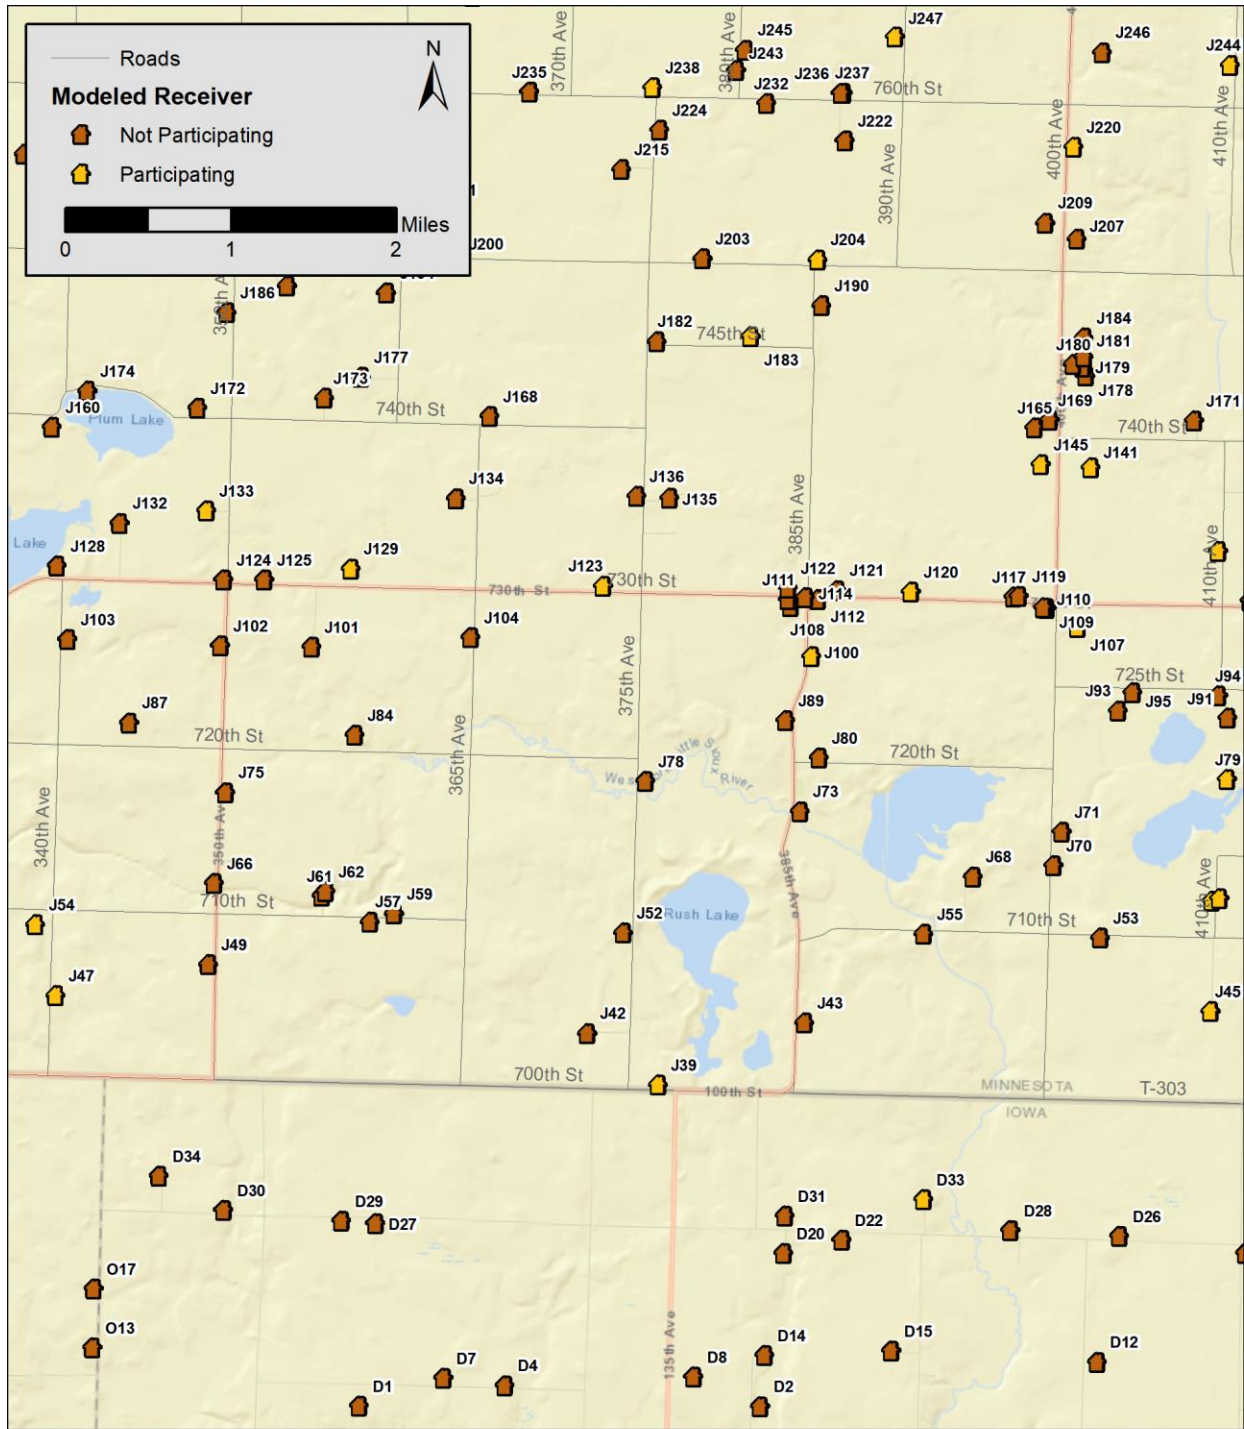 Roads
Modeled Receiver
Not Participating
Participating
0 1 2 Miles
N
370th Ave
380th Ave
J245
J243
J247
J246
J244
J235
J238
J232
J236
J237
760th St
J224
J222
J215
J220
400th Ave
410th Ave
390th Ave
J209
J207
J200
J203
J204
J186
J190
J182
745th St
J183
J184
J181
J180
J179
J178
J174
J177
J173
J172
J168
740th St
J160
Plum Lake
J169
J165
J171
740th St
J145
J141
J134
J136
J135
J133
J132
385th Ave
Lake
J128
J124
J125
J129
J123
730th St
730th St
J111
J122
J121
J114
J112
J120
J117
J119
J110
J109
J107
410th Ave
J103
J102
J101
J104
J108
J100
375th Ave
725th St
J94
J93
J95
J91
J87
J84
J89
720th St
365th Ave
J80
720th St
J78
West Fork Little Sioux River
J79
J75
J73
340th Ave
350th Ave
J71
J70
J66
J68
385th Ave
J61
J62
710th St
J57
J59
J54
J52
Rush Lake
J55
710th St
J53
410th Ave
J49
J47
J45
J42
J43
J39
700th St
100th St
MINNESOTA
T-303
IOWA
D34
D30
D29
D27
D33
D31
D28
D26
D20
D22
O17
O13
135th Ave
D14
D15
D12
D7
D4
D8
D1
D2